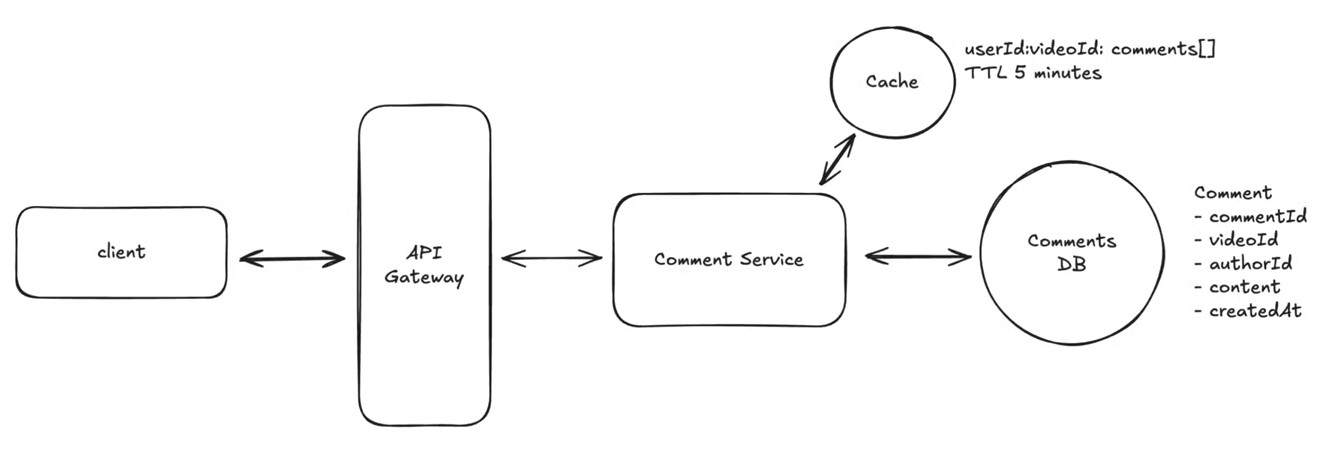 client
API
Gateway
Comment Service
Cache
userId:videoId: comments[]
TTL 5 minutes
Comments
DB
Comment
- commentId
- videoId
- authorId
- content
- createdAt